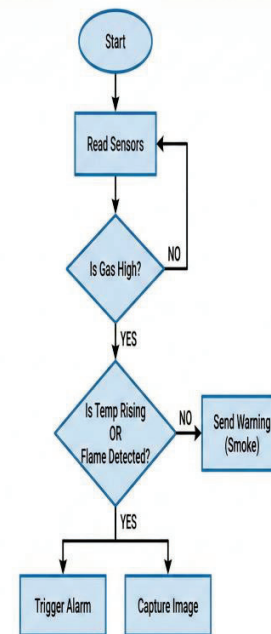 Start
Read Sensors
Is Gas High?
NO
YES
Is Temp Rising
OR
Flame Detected?
NO
Send Warning
(Smoke)
YES
Trigger Alarm
Capture Image